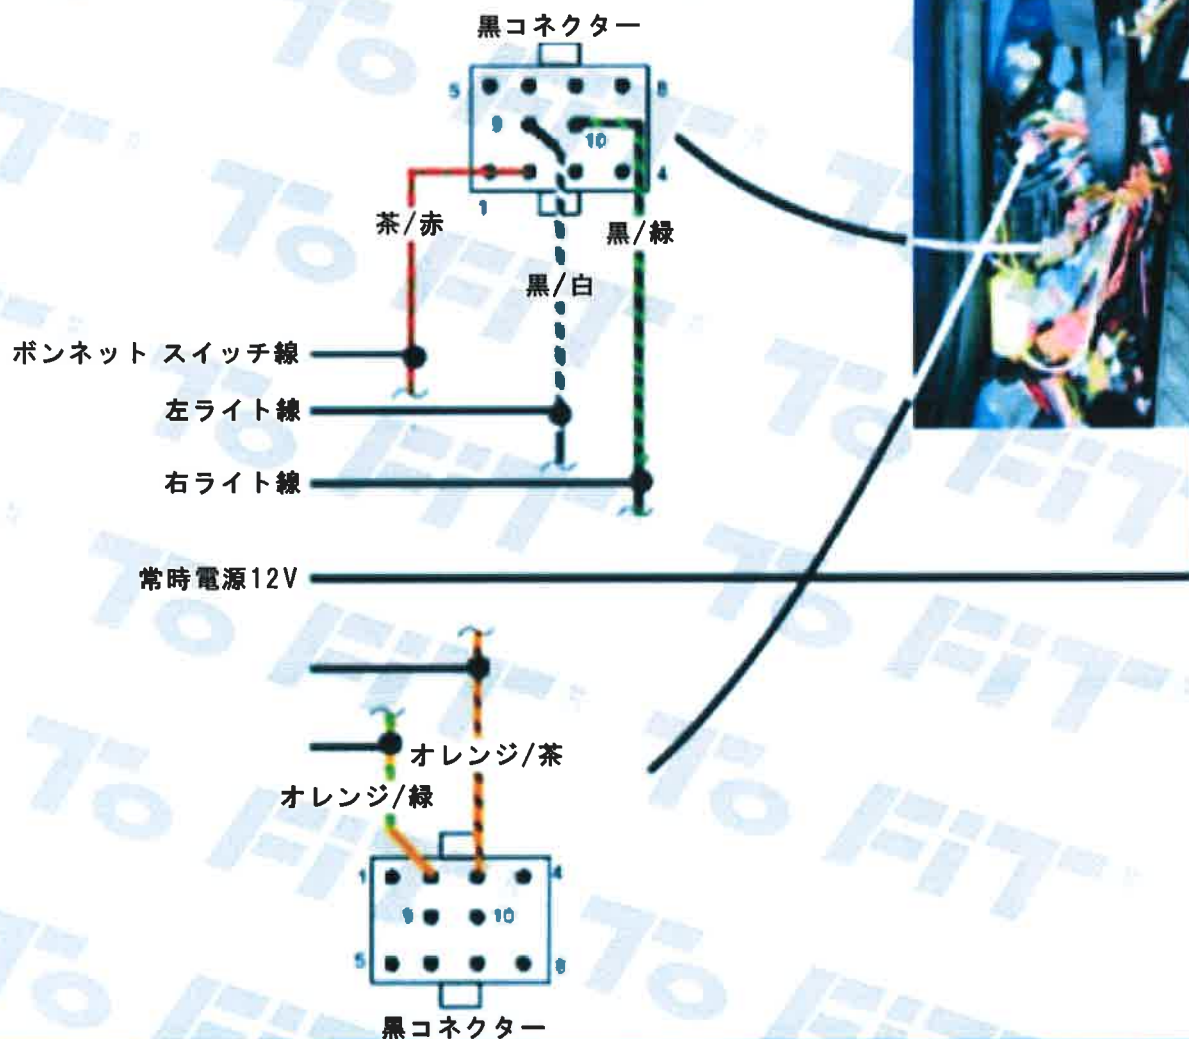 黒コネクター
5 8
9 10
1 4
茶/赤
黒/緑
黒/白
ボンネット スイッチ線
左ライト線
右ライト線
常時電源12V
オレンジ/茶
オレンジ/緑
1 4
9 10
5 8
黒コネクター
TO FIT